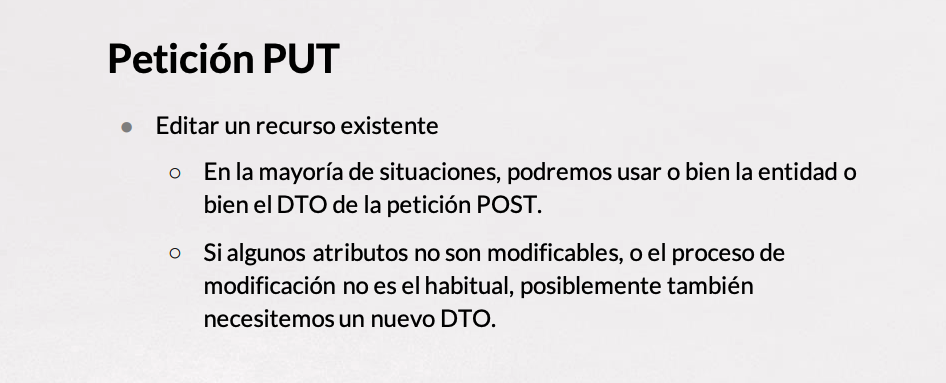 Petición PUT
● Editar un recurso existente
○ En la mayoría de situaciones, podremos usar o bien la entidad o
bien el DTO de la petición POST.
○ Si algunos atributos no son modificables, o el proceso de
modificación no es el habitual, posiblemente también
necesitemos un nuevo DTO.